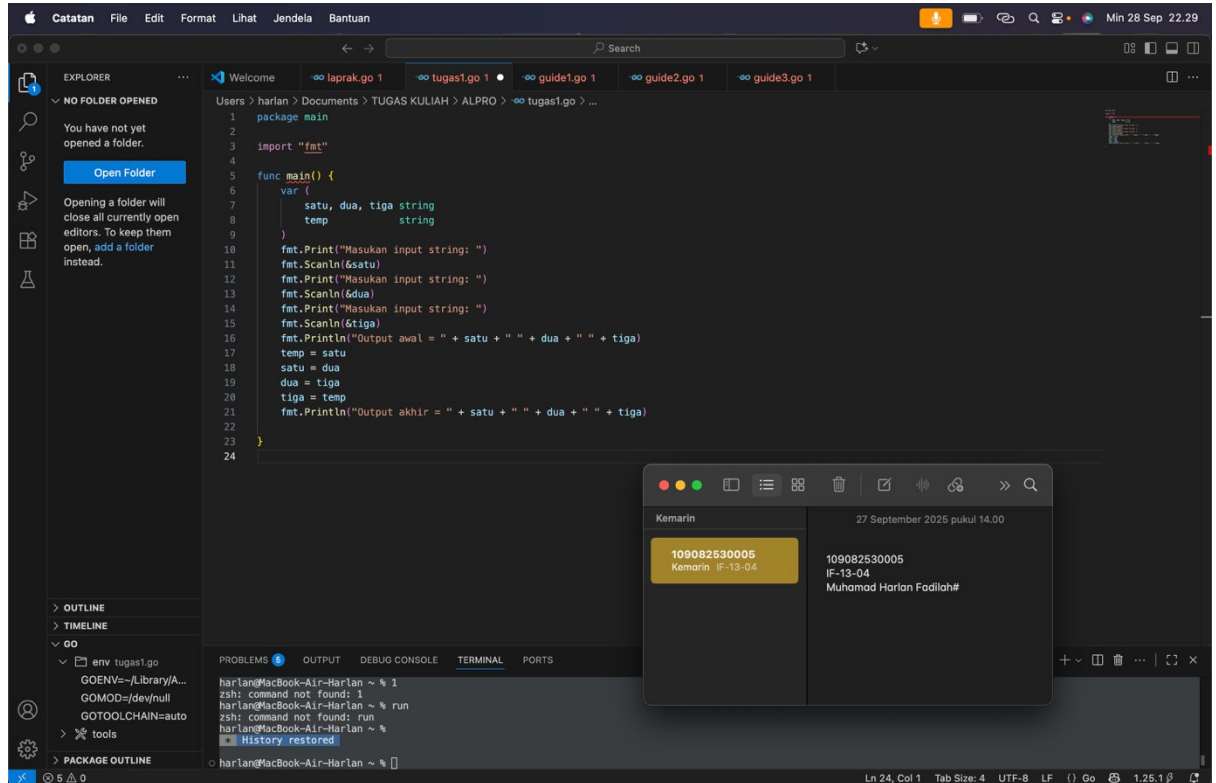 Catatan File Edit Format Lihat Jendela Bantuan
Min 28 Sep 22.29
Search
EXPLORER
NO FOLDER OPENED
You have not yet
opened a folder.
Open Folder
Opening a folder will
close all currently open
editors. To keep them
open, add a folder
instead.
OUTLINE
TIMELINE
GO
env tugas1.go
GOENV=~/Library/A...
GOMOD=/dev/null
GOTOOLCHAIN=auto
tools
PACKAGE OUTLINE
Welcome laprak.go 1 tugas1.go 1 guide1.go 1 guide2.go 1 guide3.go 1
Users > harlan > Documents > TUGAS KULIAH > ALPRO > tugas1.go > ...
1 package main
2
3 import "fmt"
4
5 func main() {
6 var (
7 satu, dua, tiga string
8 temp string
9 )
10 fmt.Print("Masukan input string: ")
11 fmt.Scanln(&satu)
12 fmt.Print("Masukan input string: ")
13 fmt.Scanln(&dua)
14 fmt.Print("Masukan input string: ")
15 fmt.Scanln(&tiga)
16 fmt.Println("Output awal = " + satu + " " + dua + " " + tiga)
17 temp = satu
18 satu = dua
19 dua = tiga
20 tiga = temp
21 fmt.Println("Output akhir = " + satu + " " + dua + " " + tiga)
22
23 }
24
Kemarin
109082530005
Kemarin IF-13-04
27 September 2025 pukul 14.00
109082530005
IF-13-04
Muhamad Harlan Fadilah#
PROBLEMS 5 OUTPUT DEBUG CONSOLE TERMINAL PORTS
harlan@MacBook-Air-Harlan ~ % 1
zsh: command not found: 1
harlan@MacBook-Air-Harlan ~ % run
zsh: command not found: run
harlan@MacBook-Air-Harlan ~ %
* History restored
harlan@MacBook-Air-Harlan ~ %
5 0
Ln 24, Col 1 Tab Size: 4 UTF-8 LF {} Go 1.25.1